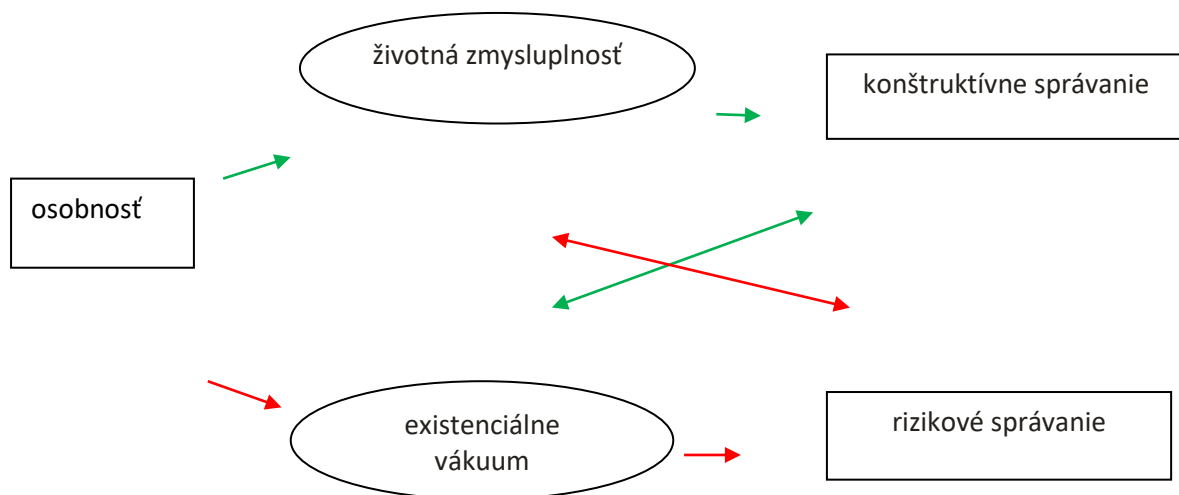 životná zmysluplnosť
konštruktívne správanie
osobnosť
existenciálne
vákuum
rizikové správanie